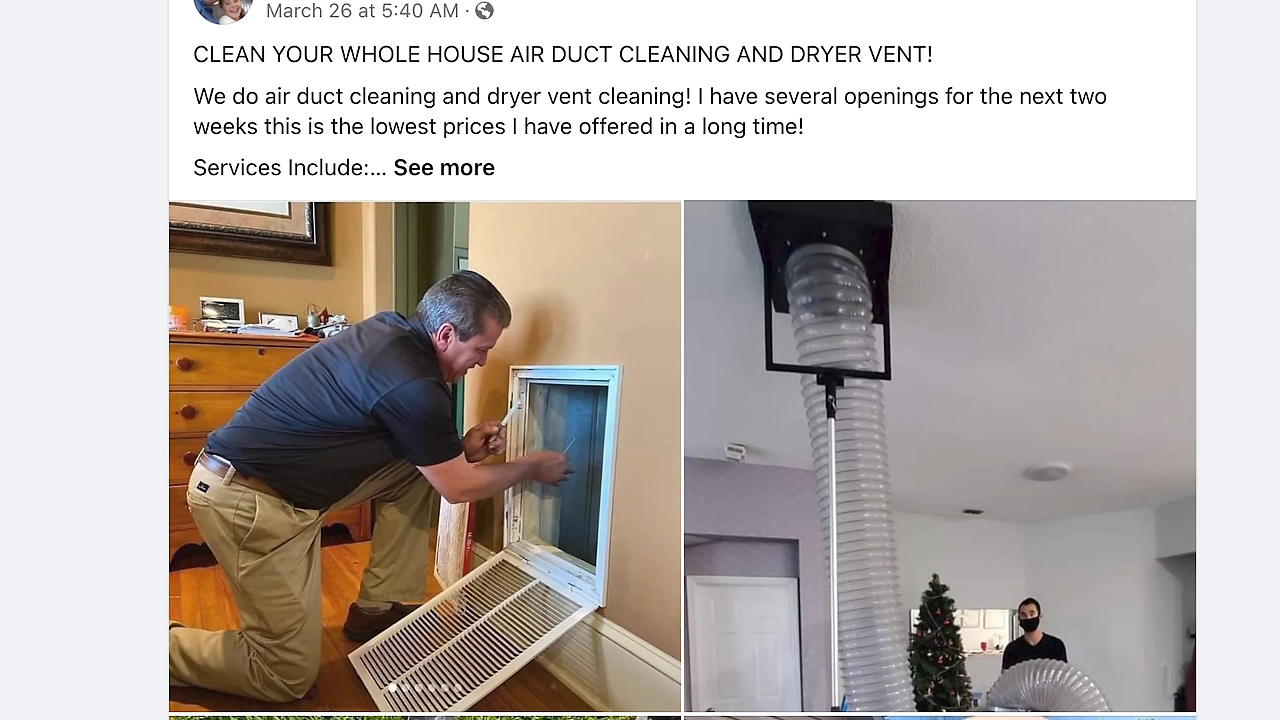 March 26 at 5:40 AM ·
CLEAN YOUR WHOLE HOUSE AIR DUCT CLEANING AND DRYER VENT!
We do air duct cleaning and dryer vent cleaning! I have several openings for the next two
weeks this is the lowest prices I have offered in a long time!
Services Include:... See more